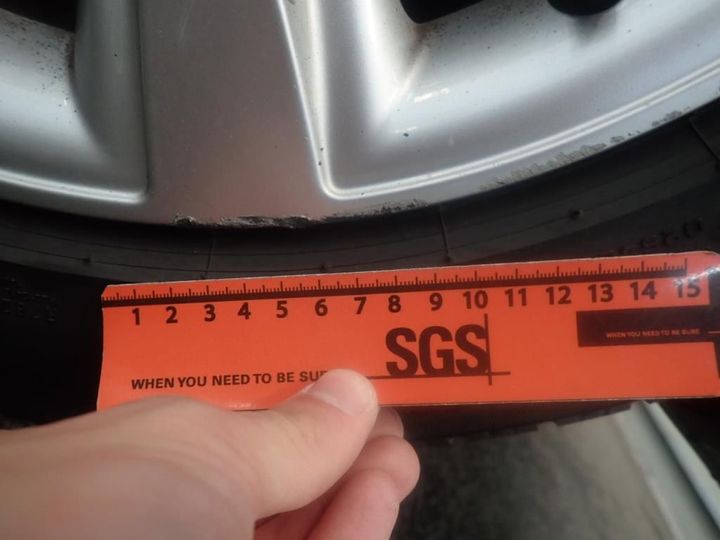 1 2 3 4 5 6 7 8 9 10 11 12 13 14 15
SGS
WHEN YOU NEED TO BE SURE
WHEN YOU NEED TO BE SU